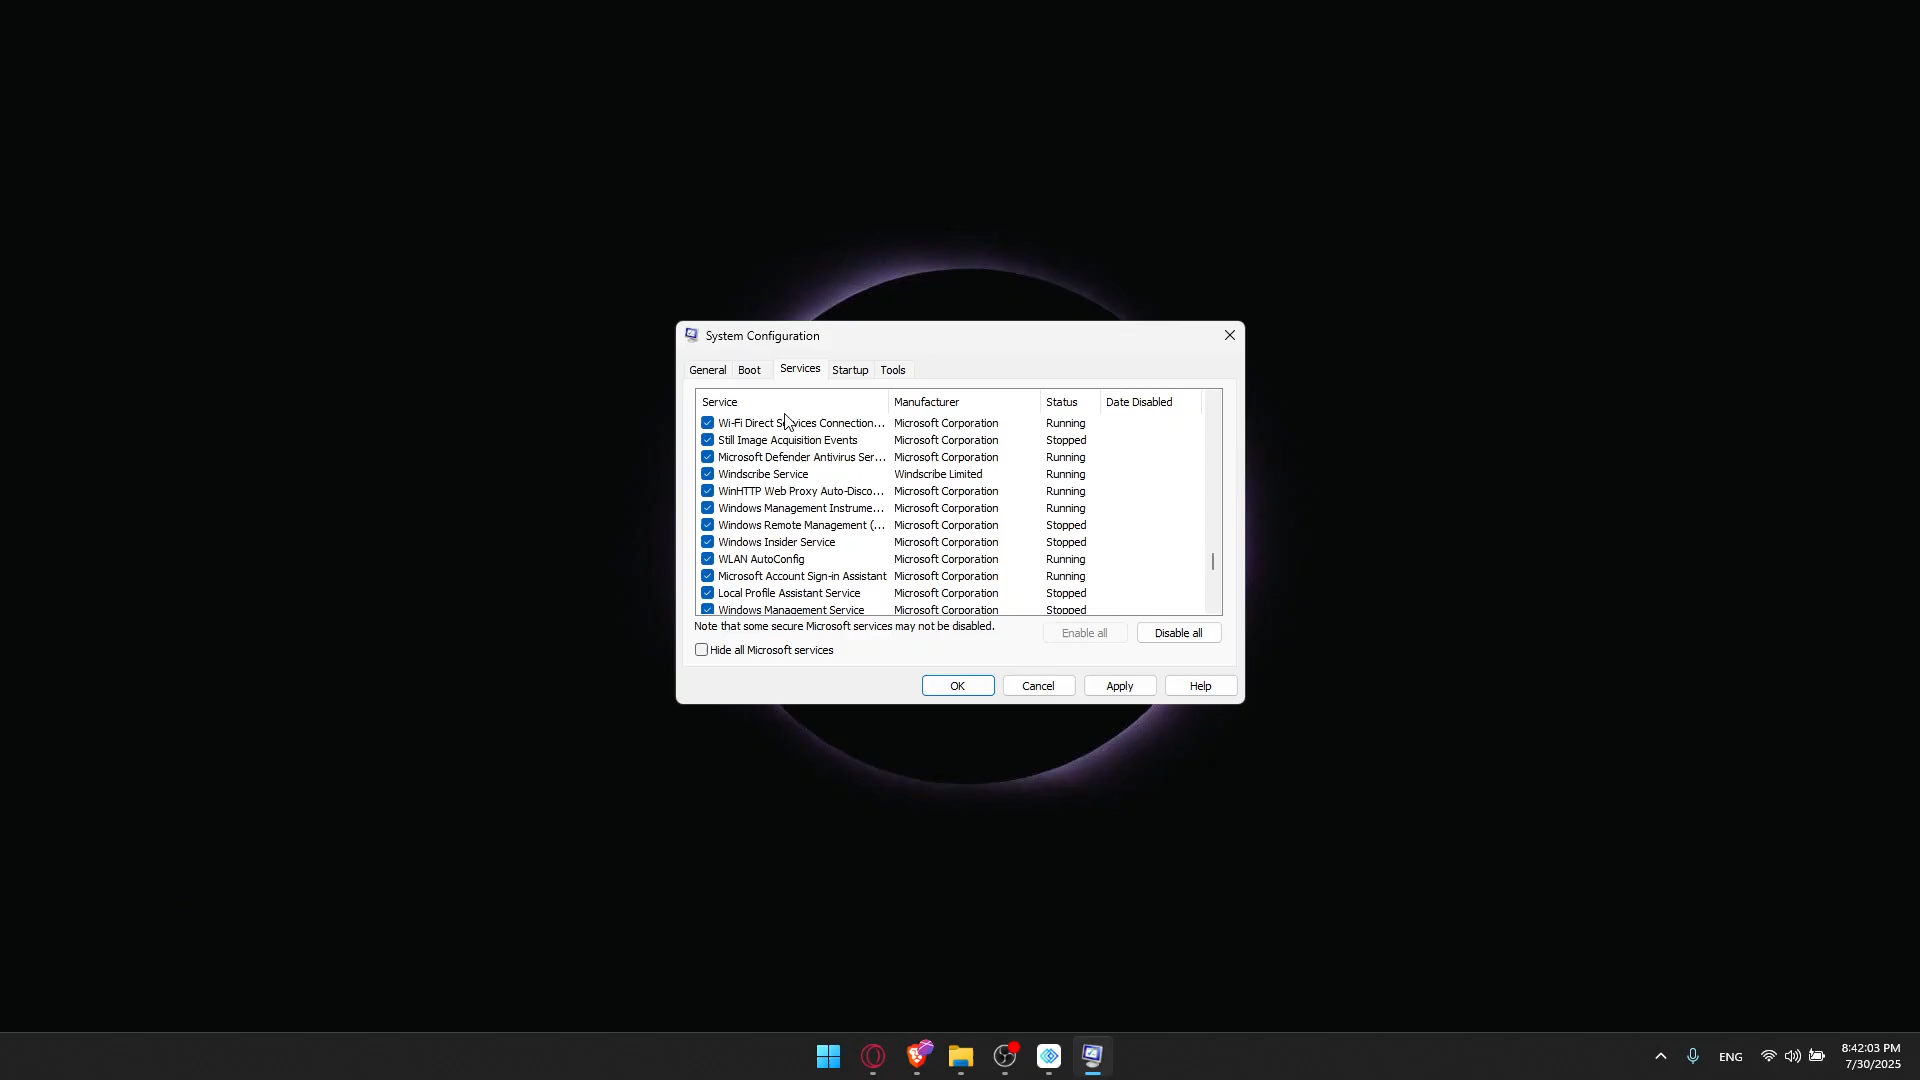 System Configuration
General Boot Services Startup Tools
Service Manufacturer Status Date Disabled
Wi-Fi Direct Services Connection... Microsoft Corporation Running
Still Image Acquisition Events Microsoft Corporation Stopped
Microsoft Defender Antivirus Ser... Microsoft Corporation Running
Windscribe Service Windscribe Limited Running
WinHTTP Web Proxy Auto-Disco... Microsoft Corporation Running
Windows Management Instrume... Microsoft Corporation Running
Windows Remote Management (... Microsoft Corporation Stopped
Windows Insider Service Microsoft Corporation Stopped
WLAN AutoConfig Microsoft Corporation Running
Microsoft Account Sign-in Assistant Microsoft Corporation Running
Local Profile Assistant Service Microsoft Corporation Stopped
Windows Management Service Microsoft Corporation Stopped
Note that some secure Microsoft services may not be disabled.
Enable all Disable all
Hide all Microsoft services
OK Cancel Apply Help
ENG
8:42:03 PM
7/30/2025